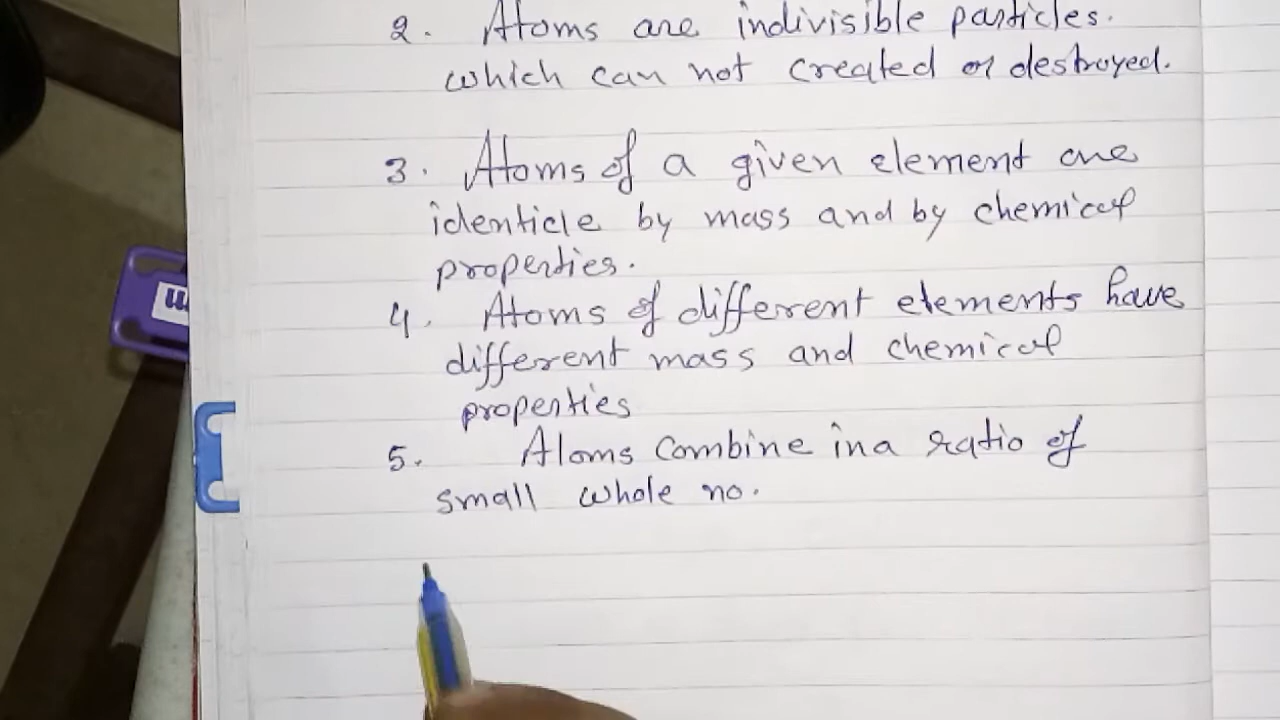 2. Atoms are indivisible particles.
which can not created or destroyed.
3. Atoms of a given element are
identicle by mass and by chemical
properties.
4. Atoms of different elements have
different mass and chemical
properties
5. Atoms combine in a ratio of
small whole no.